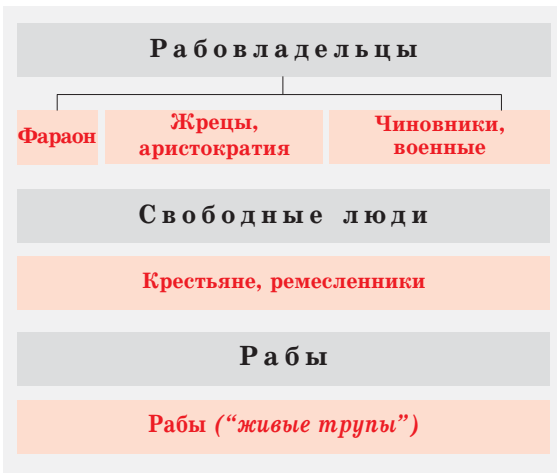 Рабовладельцы
Фараон
Жрецы,
аристократия
Чиновники,
военные
Свободные люди
Крестьяне, ремесленники
Рабы
Рабы (“живые трупы”)